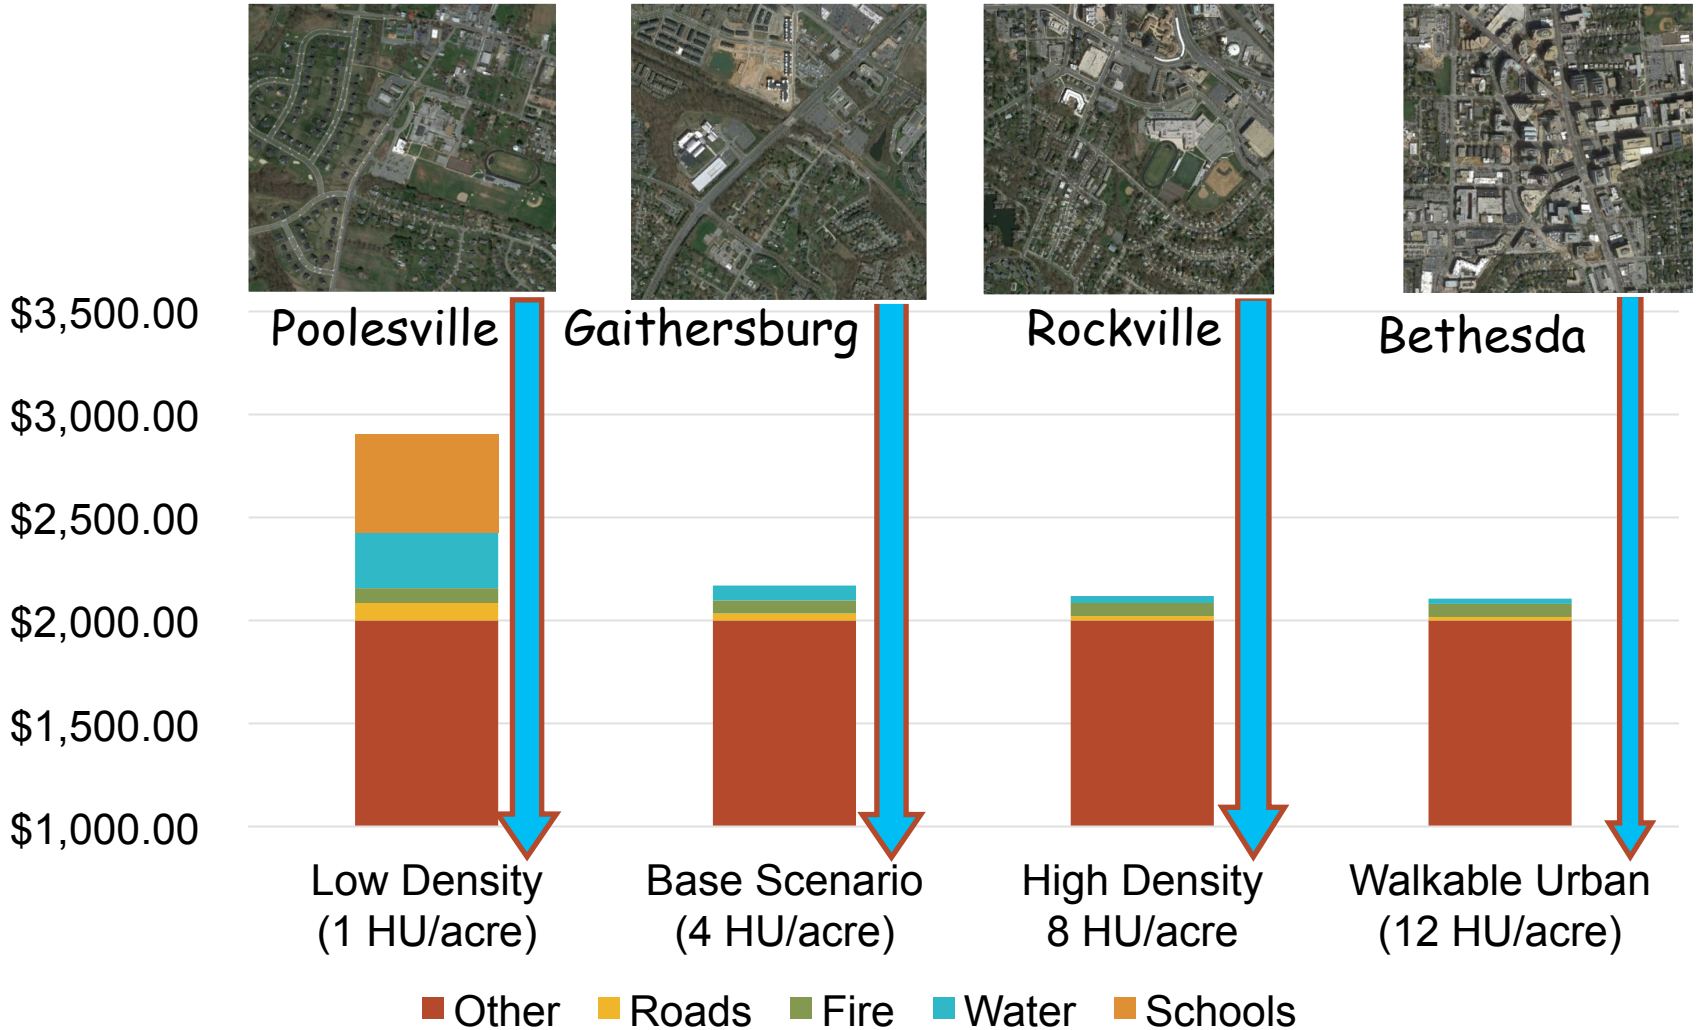 Poolesville Gaithersburg Rockville Bethesda
$3,500.00
$3,000.00
$2,500.00
$2,000.00
$1,500.00
$1,000.00
Low Density
(1 HU/acre)
Base Scenario
(4 HU/acre)
High Density
8 HU/acre
Walkable Urban
(12 HU/acre)
Other Roads Fire Water Schools